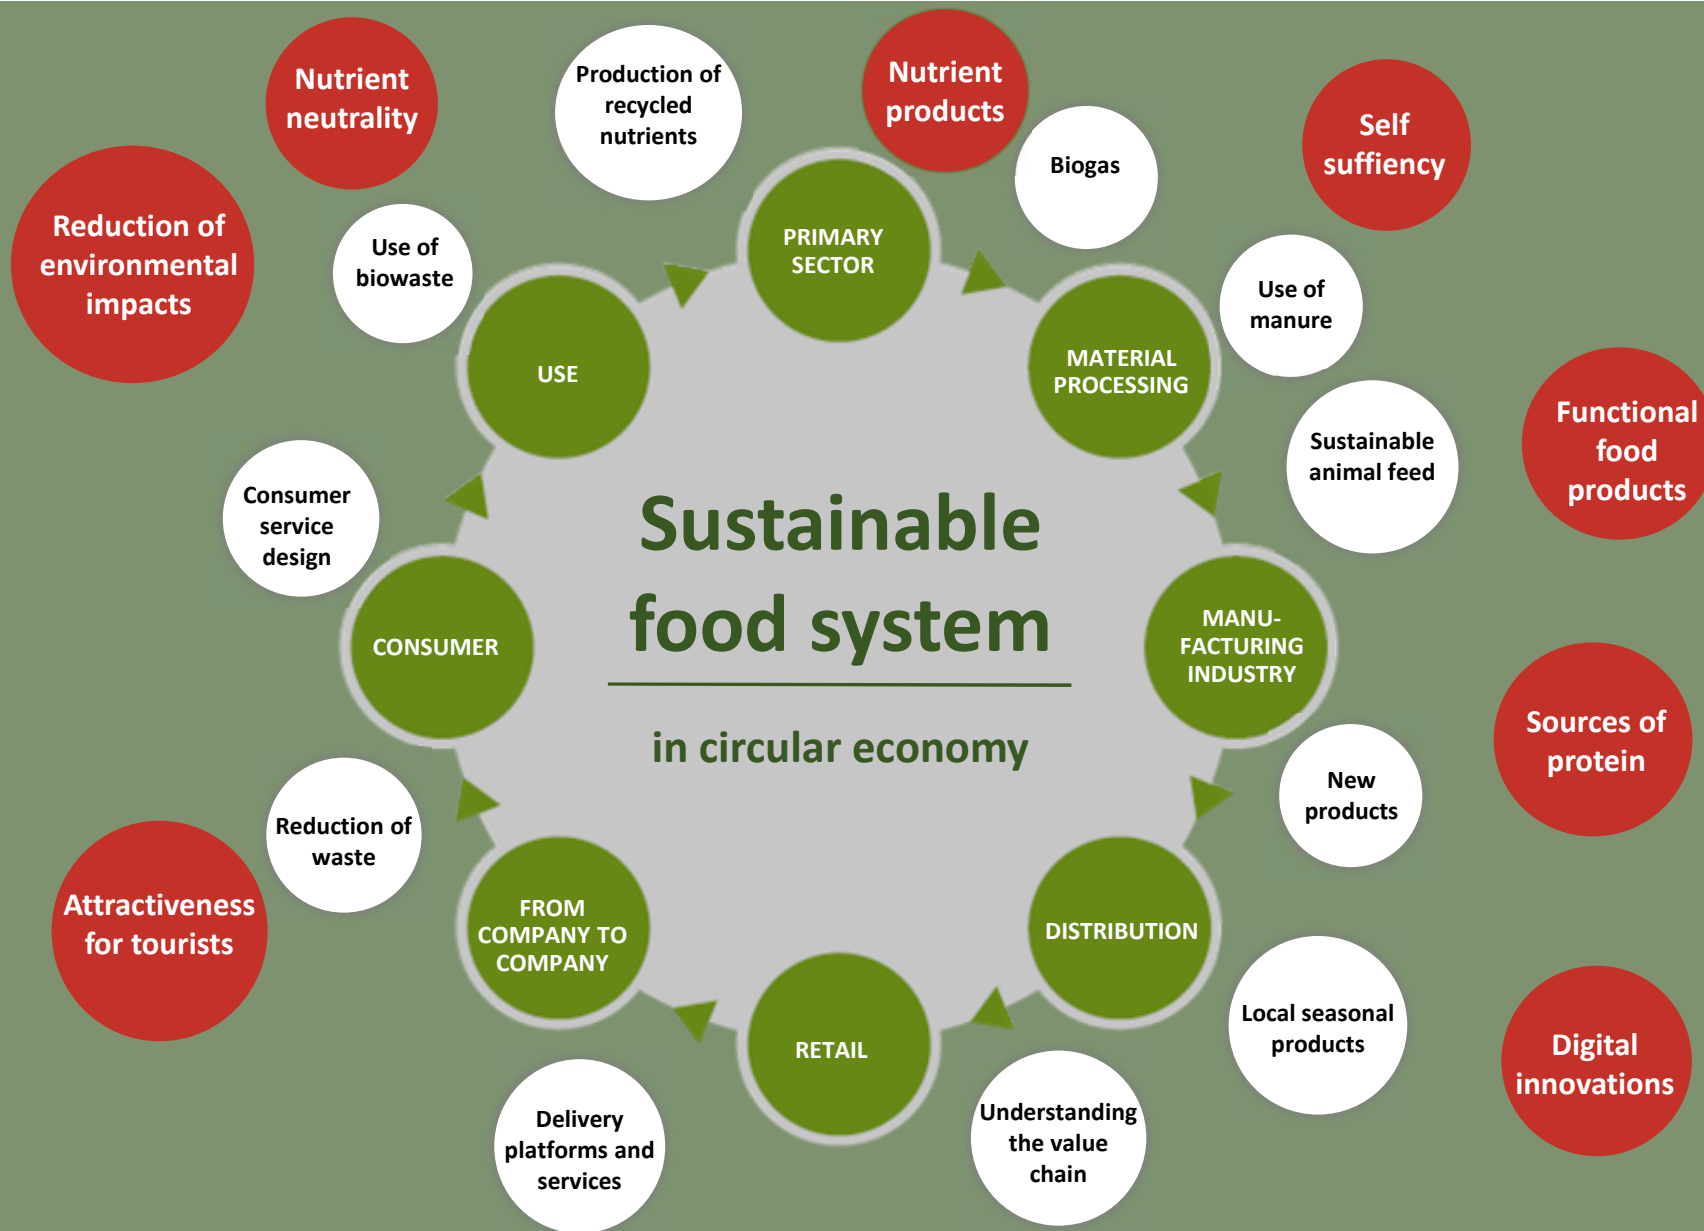 Nutrient
neutrality
Production of
recycled
nutrients
Nutrient
products
Biogas
Self
suffiency
Reduction of
environmental
impacts
Use of
biowaste
PRIMARY
SECTOR
Use of
manure
USE
MATERIAL
PROCESSING
Sustainable
animal feed
Functional
food
products
Consumer
service
design
Sustainable
food system
in circular economy
CONSUMER
MANU-
FACTURING
INDUSTRY
Sources of
protein
New
products
Reduction of
waste
Attractiveness
for tourists
FROM
COMPANY TO
COMPANY
DISTRIBUTION
RETAIL
Local seasonal
products
Digital
innovations
Delivery
platforms and
services
Understanding
the value
chain